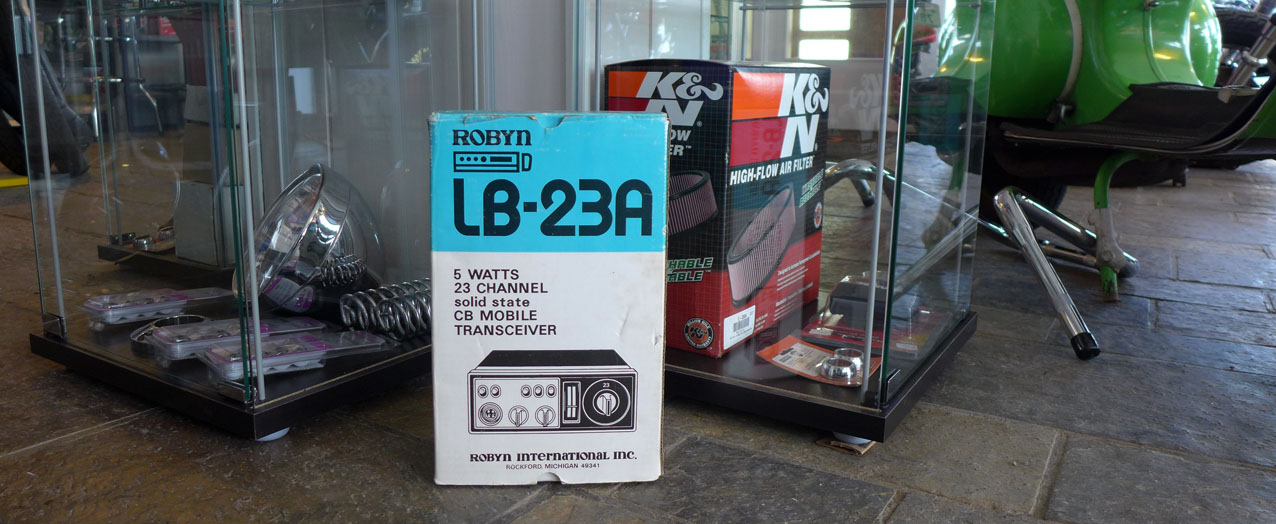 ROBYN
LB-23A
5 WATTS
23 CHANNEL
solid state
CB MOBILE
TRANSCEIVER
23
ROBYN INTERNATIONAL INC.
ROCKFORD, MICHIGAN 49341
K&N
K&N
HIGH-FLOW AIR FILTER™
K&N